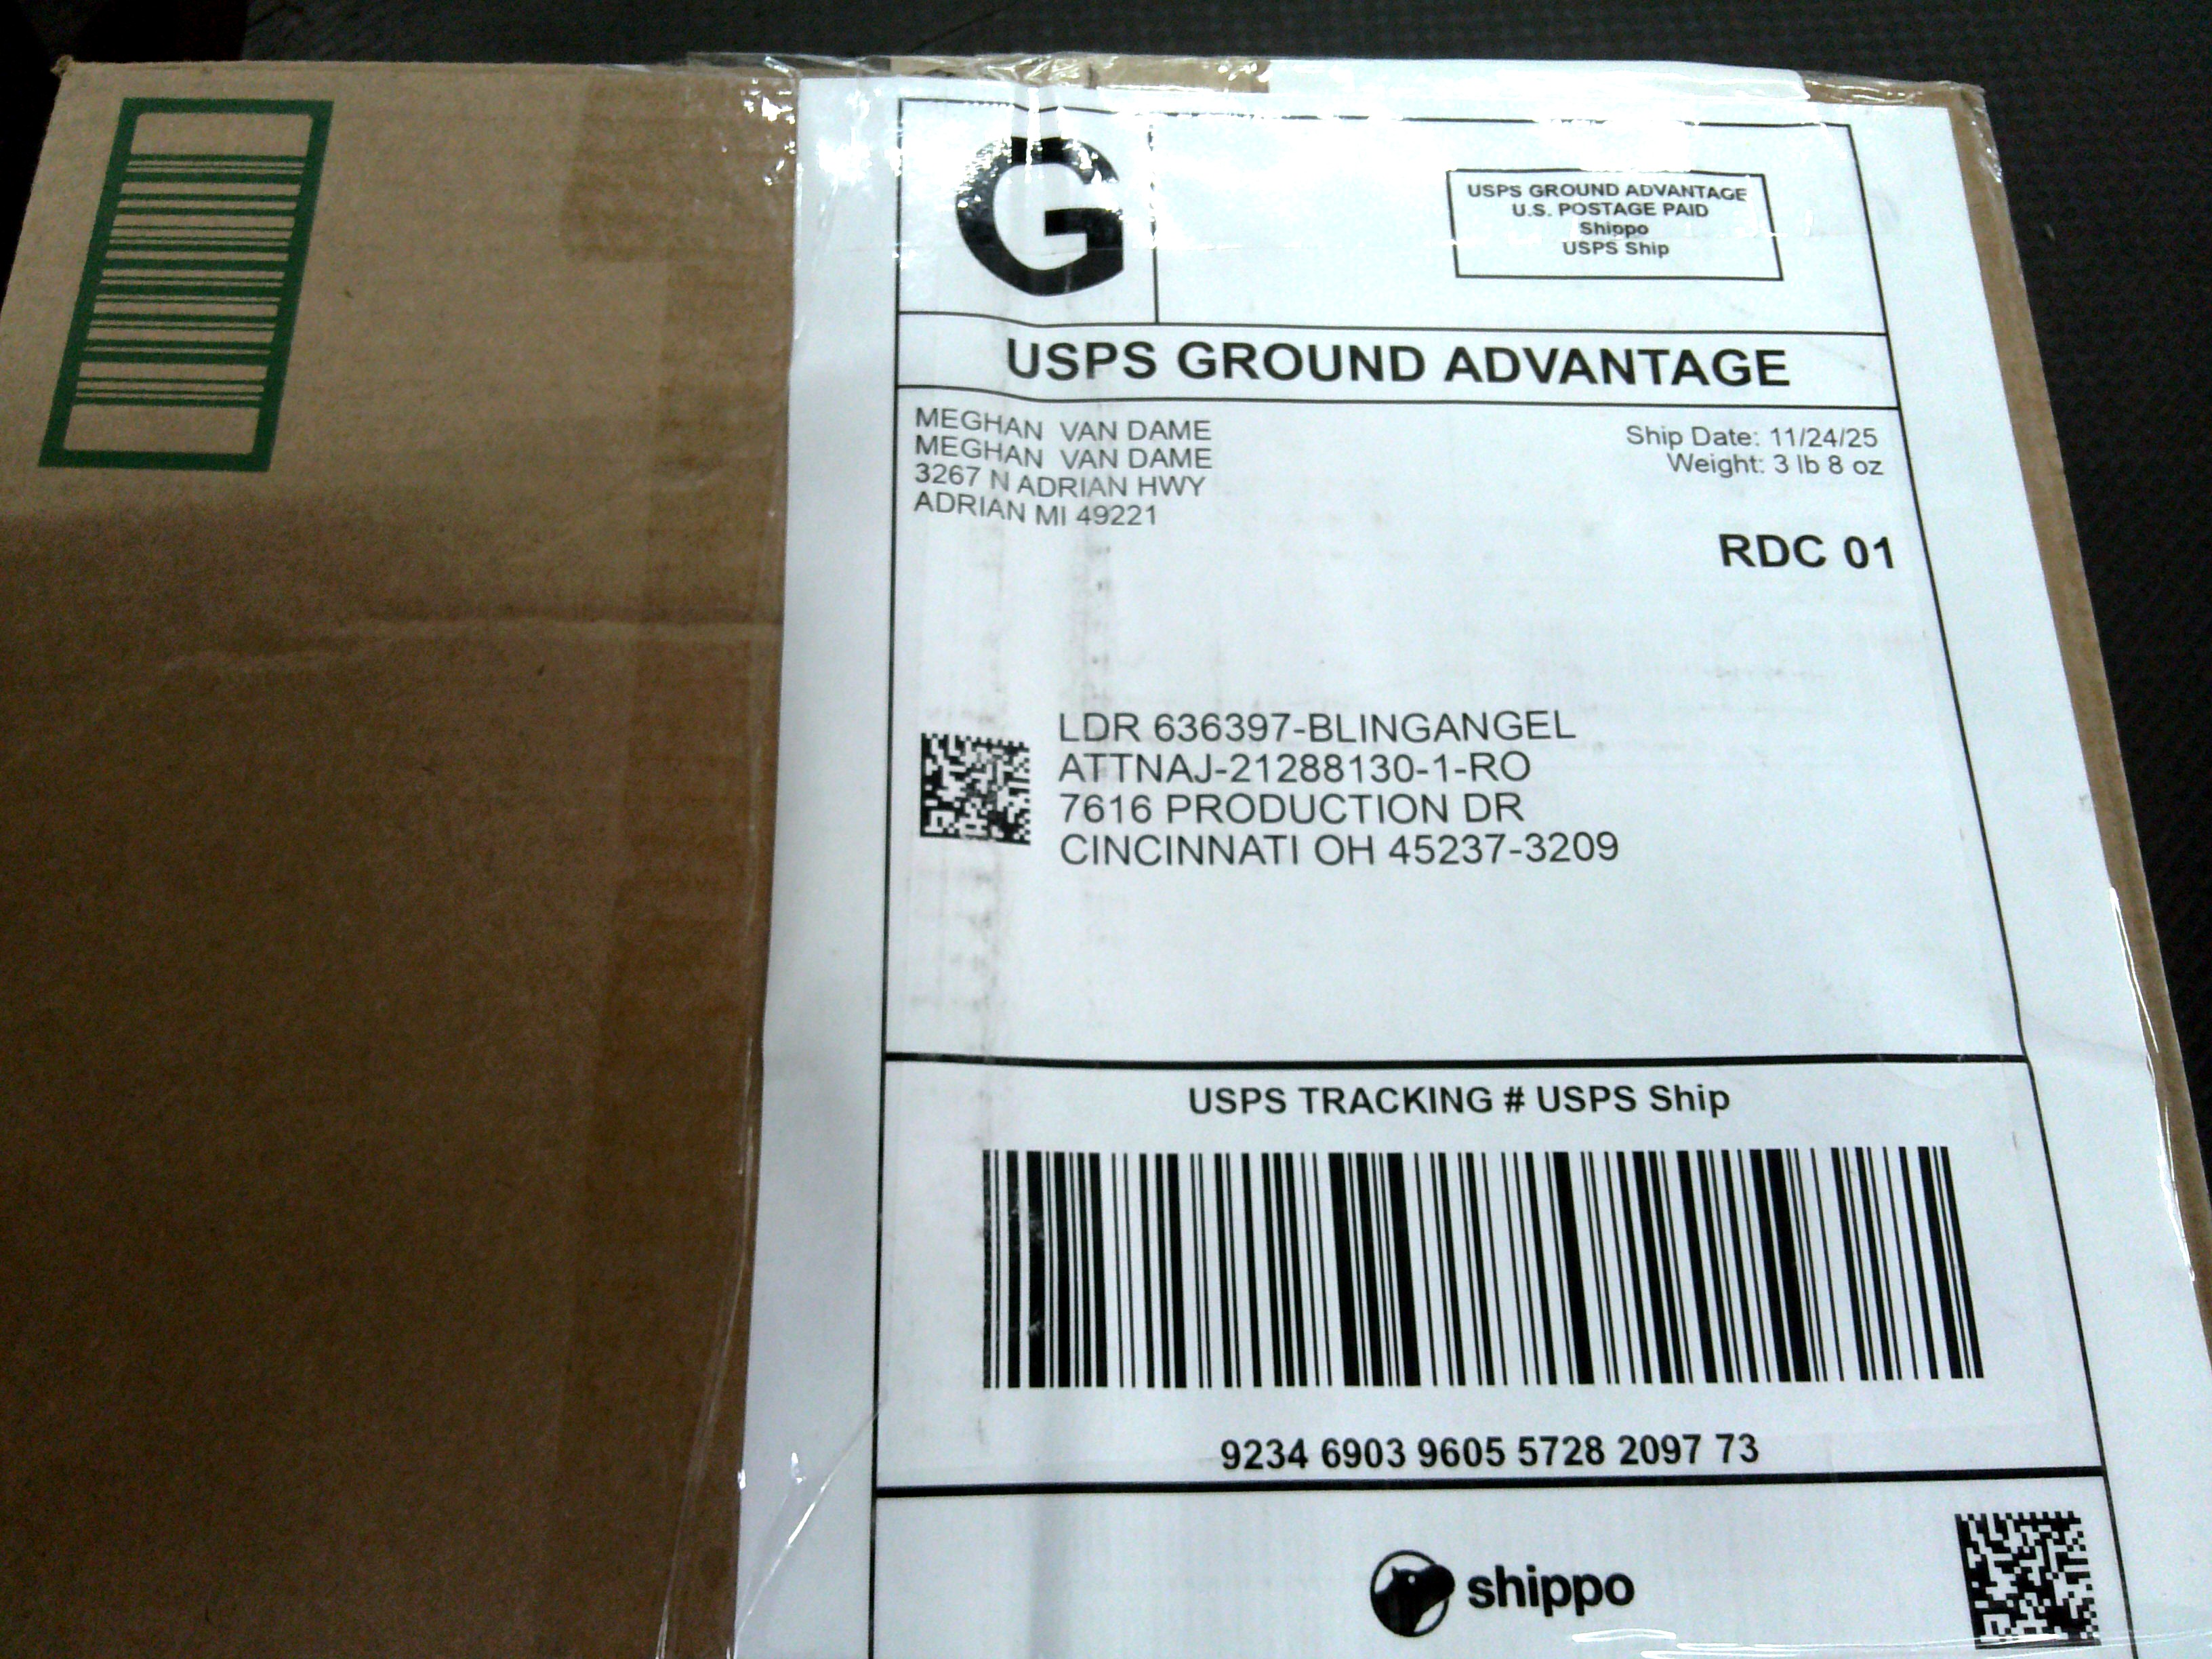 G
USPS GROUND ADVANTAGE
U.S. POSTAGE PAID
Shippo
USPS Ship
USPS GROUND ADVANTAGE
MEGHAN VAN DAME
MEGHAN VAN DAME
3267 N ADRIAN HWY
ADRIAN MI 49221
Ship Date: 11/24/25
Weight: 3 lb 8 oz
RDC 01
LDR 636397-BLINGANGEL
ATTNAJ-21288130-1-RO
7616 PRODUCTION DR
CINCINNATI OH 45237-3209
USPS TRACKING # USPS Ship
9234 6903 9605 5728 2097 73
shippo